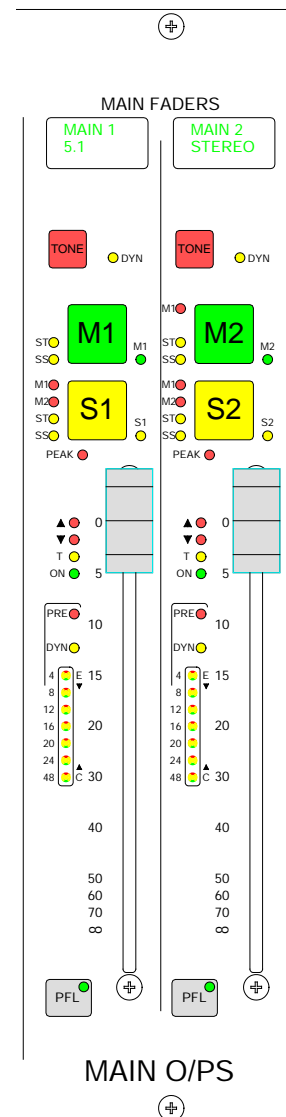 MAIN FADERS
MAIN 1
5.1
MAIN 2
STEREO
TONE
DYN
TONE
DYN
M1
ST
SS
M1
M1
M1
ST
SS
M2
M2
M1
M2
ST
SS
S1
S1
M1
M2
ST
SS
S2
S2
PEAK
PEAK
▲ 0
▼
T
ON 5
▲ 0
▼
T
ON 5
PRE
10
DYN
4 E 15
8 ▼
12
16 20
20
24 ▲
48 C 30
40
50
60
70
∞
PRE
10
DYN
4 E 15
8 ▼
12
16 20
20
24 ▲
48 C 30
40
50
60
70
∞
PFL
PFL
MAIN O/PS